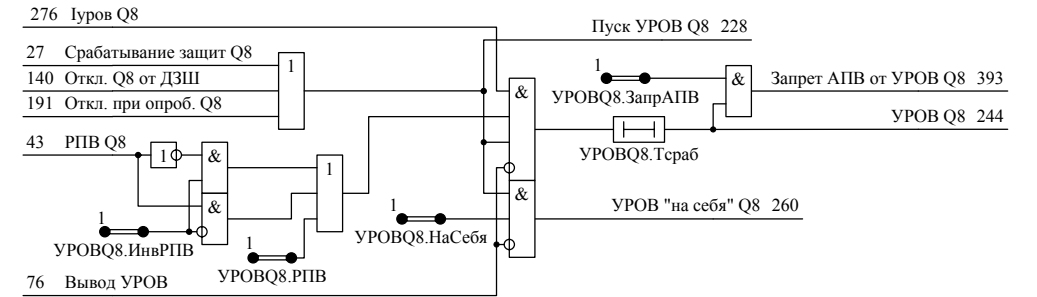 276 Iуров Q8
Пуск УРОВ Q8 228
27 Срабатывание защит Q8
140 Откл. Q8 от ДЗШ
191 Откл. при опроб. Q8
1
1
УРОВQ8.ЗапрАПВ
&
Запрет АПВ от УРОВ Q8 393
&
УРОВ Q8 244
УРОВQ8.Тсраб
43 РПВ Q8
1
&
1
&
1
УРОВQ8.ИнвРПВ
1
УРОВQ8.РПВ
1
УРОВQ8.НаСебя
&
УРОВ "на себя" Q8 260
76 Вывод УРОВ